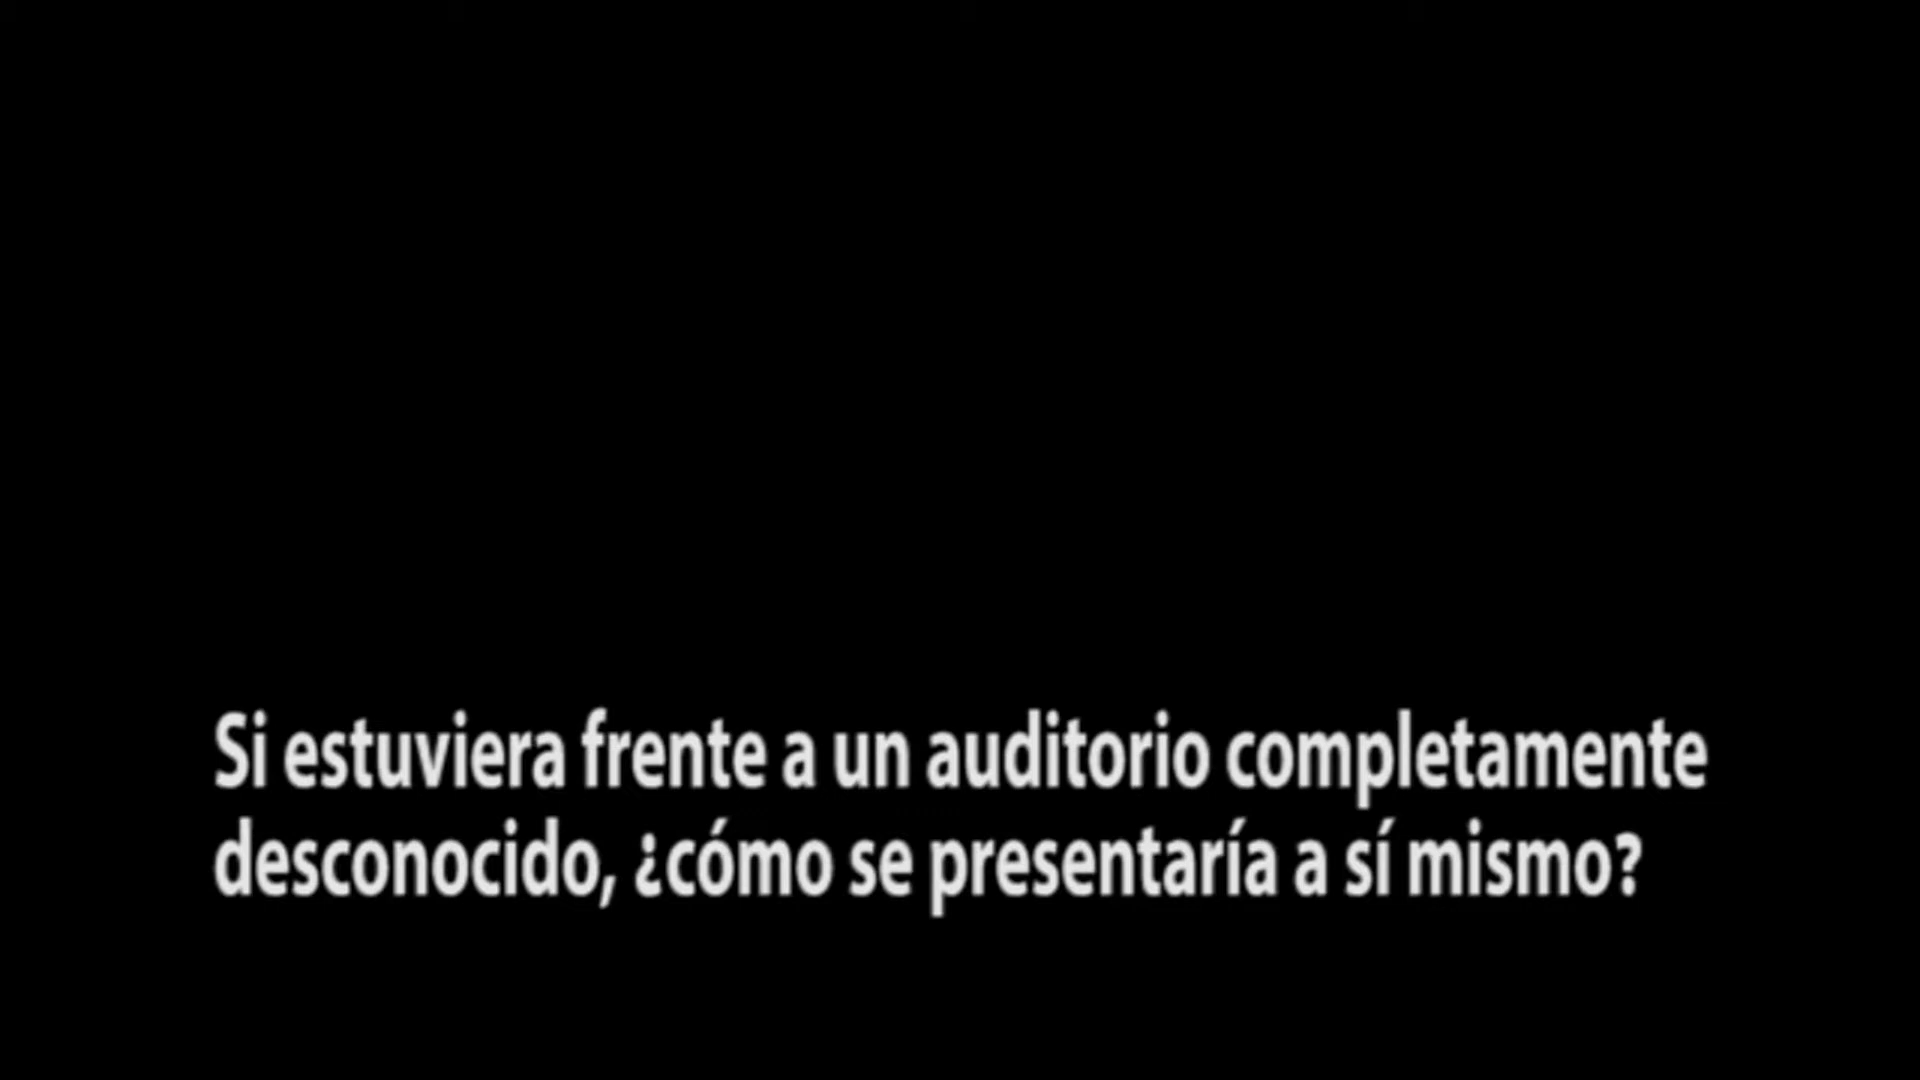 Si estuviera frente a un auditorio completamente
desconocido, ¿cómo se presentaría a sí mismo?